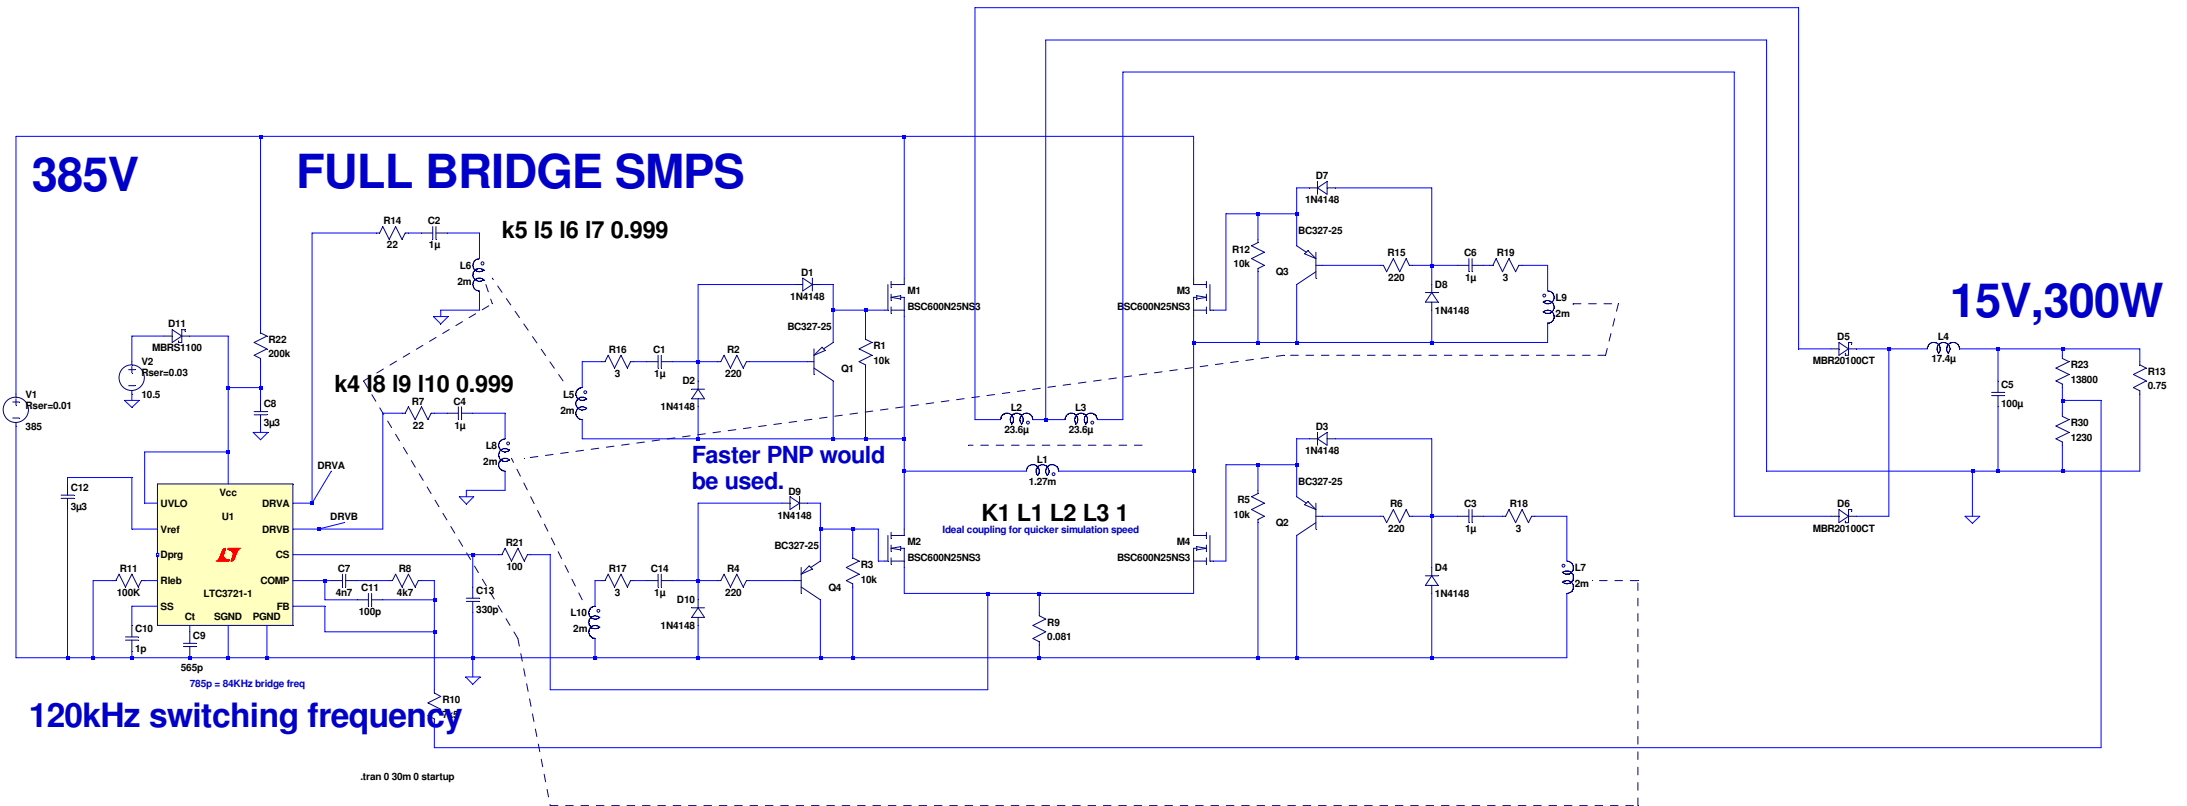 385V
FULL BRIDGE SMPS
k5 l5 l6 l7 0.999
R14
22
C2
1µ
L6
2m
D11
MBRS1100
V2
Rser=0.03
10.5
R22
200k
C8
3µ3
V1
Rser=0.01
385
k4 l8 l9 l10 0.999
R7
22
C4
1µ
L8
2m
R16
3
C1
1µ
L5
2m
D1
1N4148
R2
220
D2
1N4148
BC327-25
Q1
R1
10k
M1
BSC600N25NS3
Faster PNP would
be used.
D9
1N4148
BC327-25
Q4
R3
10k
M2
BSC600N25NS3
R17
3
C14
1µ
R4
220
D10
1N4148
L10
2m
C12
3µ3
DRVA
DRVB
Vcc
UVLO
DRVA
U1
Vref
DRVB
Dprg
CS
Rleb
COMP
LTC3721-1
SS
FB
Ct
SGND
PGND
R11
100K
C10
1p
C9
565p
785p = 84KHz bridge freq
C7
4n7
R8
4k7
C11
100p
C13
330p
R21
100
R10
120kHz switching frequency
.tran 0 30m 0 startup
L2
23.6µ
L3
23.6µ
L1
1.27m
K1 L1 L2 L3 1
Ideal coupling for quicker simulation speed
R9
0.081
M3
BSC600N25NS3
R12
10k
D7
1N4148
BC327-25
Q3
R15
220
C6
1µ
R19
3
D8
1N4148
L9
2m
M4
BSC600N25NS3
R5
10k
D3
1N4148
BC327-25
Q2
R6
220
C3
1µ
R18
3
D4
1N4148
L7
2m
15V,300W
D5
MBR20100CT
L4
17.4µ
C5
100µ
R23
13800
R13
0.75
R30
1230
D6
MBR20100CT